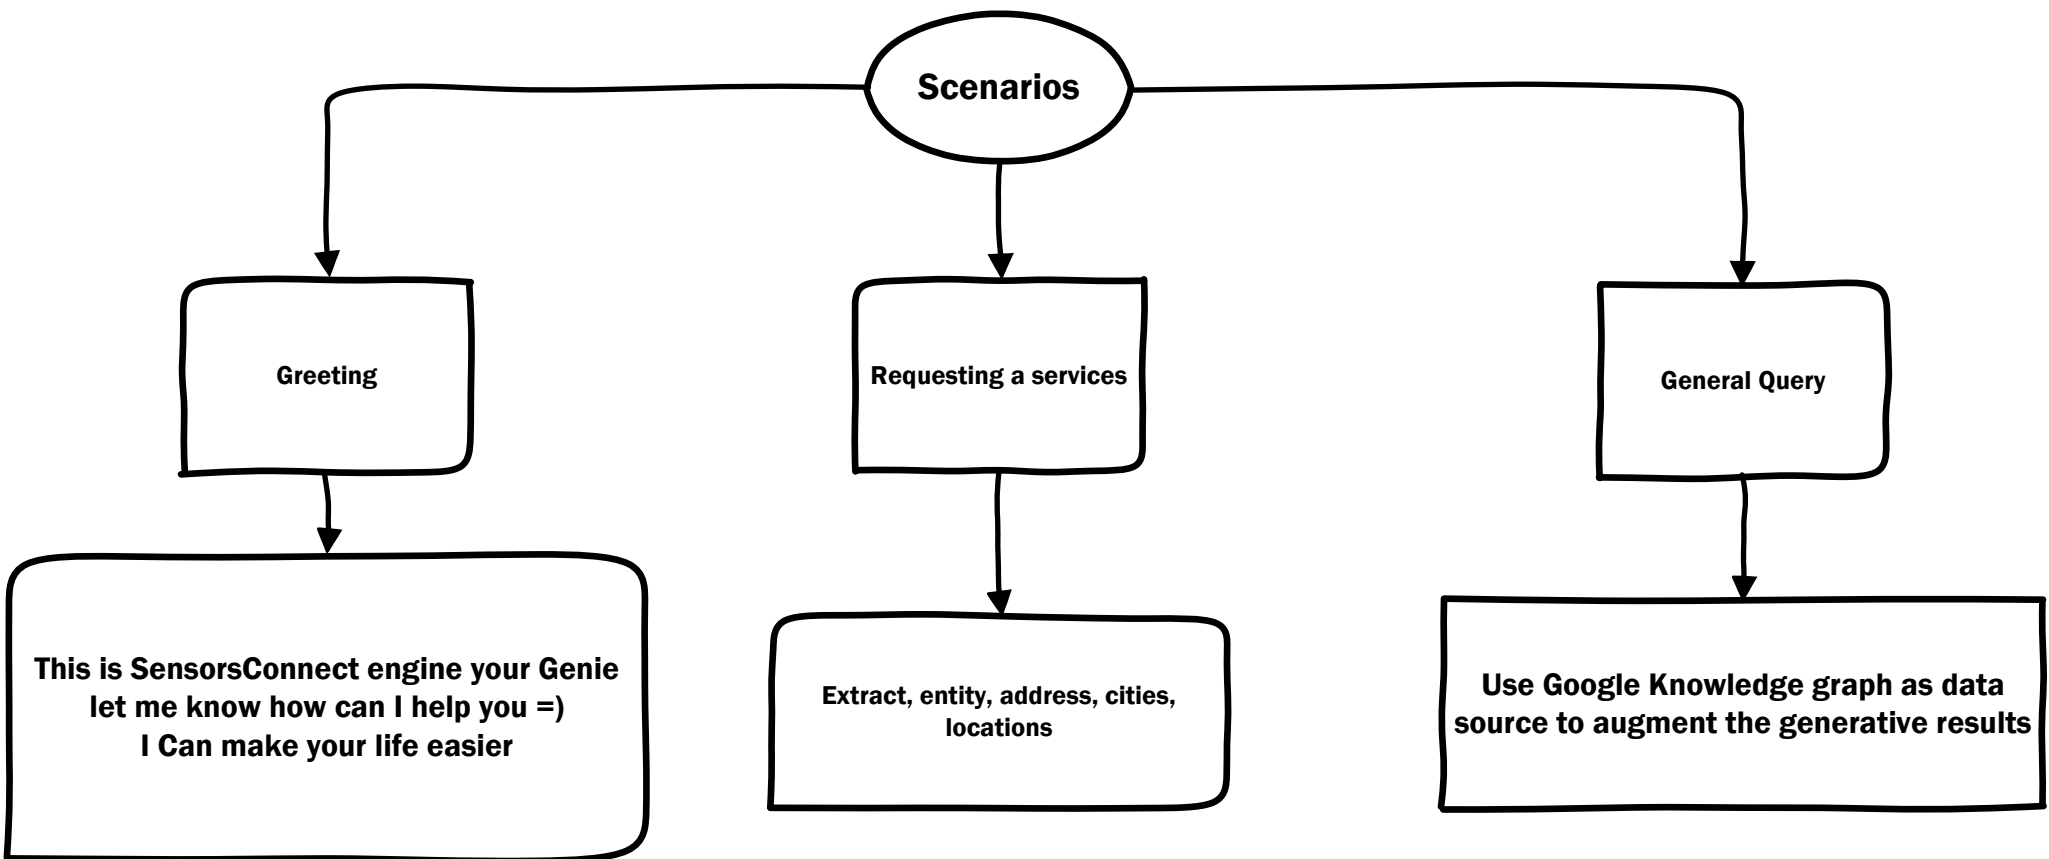 Scenarios
Greeting
Requesting a services
General Query
This is SensorsConnect engine your Genie
let me know how can I help you =)
I Can make your life easier
Extract, entity, address, cities,
locations
Use Google Knowledge graph as data
source to augment the generative results